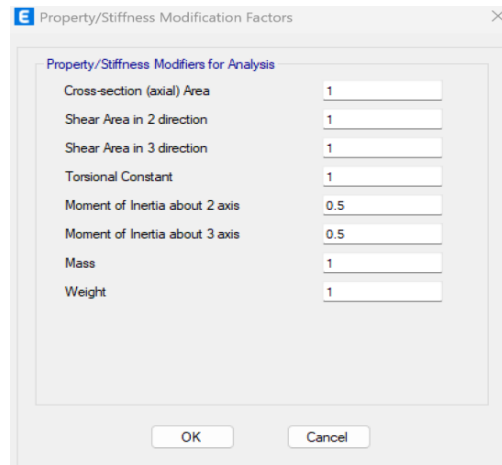 E Property/Stiffness Modification Factors
Property/Stiffness Modifiers for Analysis
Cross-section (axial) Area 1
Shear Area in 2 direction 1
Shear Area in 3 direction 1
Torsional Constant 1
Moment of Inertia about 2 axis 0.5
Moment of Inertia about 3 axis 0.5
Mass 1
Weight 1
OK Cancel